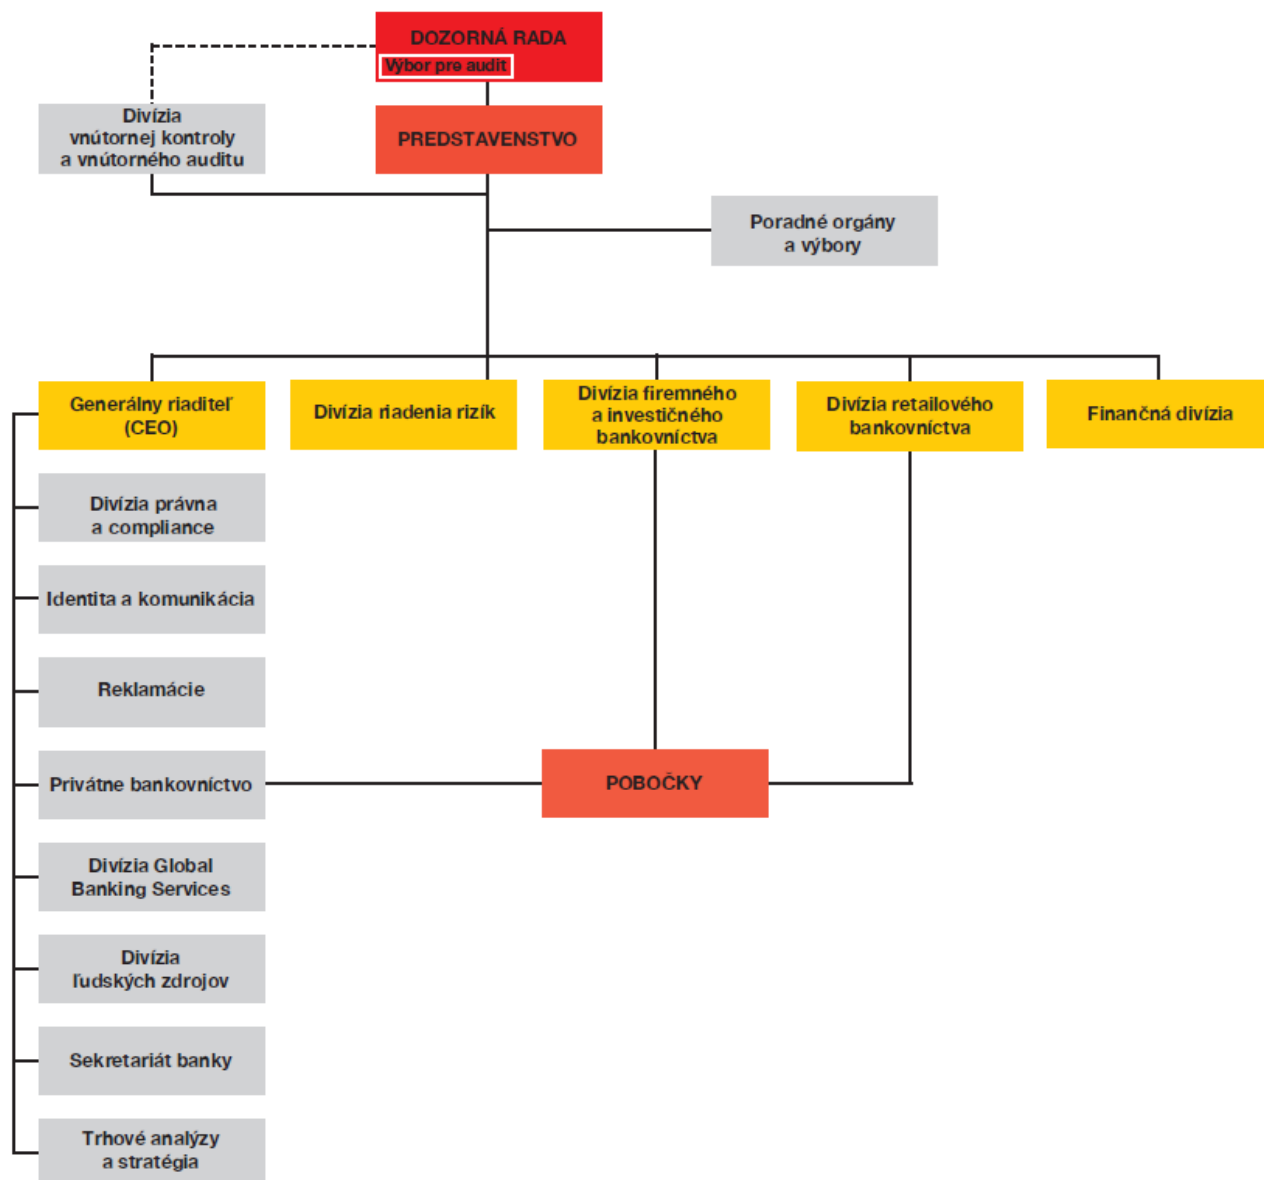 DOZORNÁ RADA
Výbor pre audit
Divízia
vnútornej kontroly
a vnútorného auditu
PREDSTAVENSTVO
Poradné orgány
a výbory
Generálny riaditeľ
(CEO)
Divízia riadenia rizík
Divízia firemného
a investičného
bankovníctva
Divízia retailového
bankovníctva
Finančná divízia
Divízia právna
a compliance
Identita a komunikácia
Reklamácie
Privátne bankovníctvo
POBOČKY
Divízia Global
Banking Services
Divízia
ľudských zdrojov
Sekretariát banky
Trhové analýzy
a stratégia